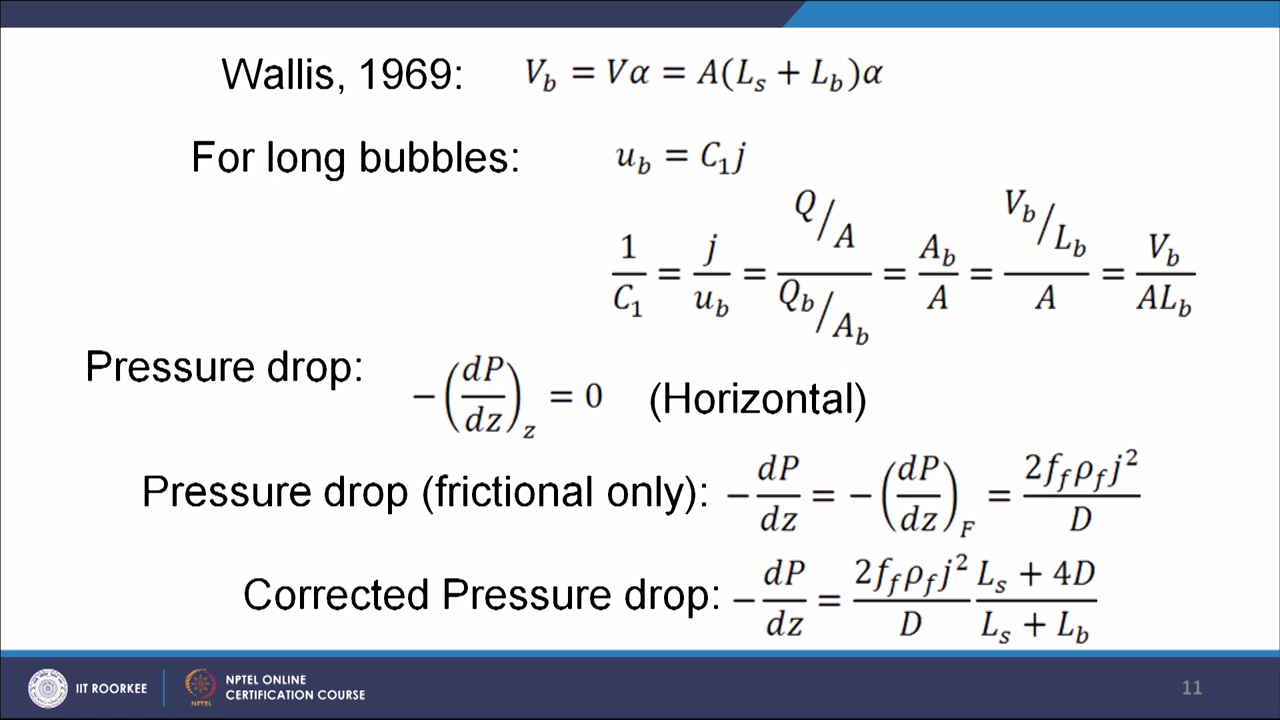 Wallis, 1969: V_b = Vα = A(L_s + L_b)α
For long bubbles: u_b = C_1 j
1/C_1 = j/u_b = (Q/A)/(Q_b/A_b) = A_b/A = (V_b/L_b)/A = V_b/(AL_b)
Pressure drop: −(dP/dz)_z = 0 (Horizontal)
Pressure drop (frictional only): −dP/dz = −(dP/dz)_F = 2f_f ρ_f j²/D
Corrected Pressure drop: −dP/dz = (2f_f ρ_f j²/D) (L_s + 4D)/(L_s + L_b)
IIT ROORKEE
NPTEL
NPTEL ONLINE
CERTIFICATION COURSE
11